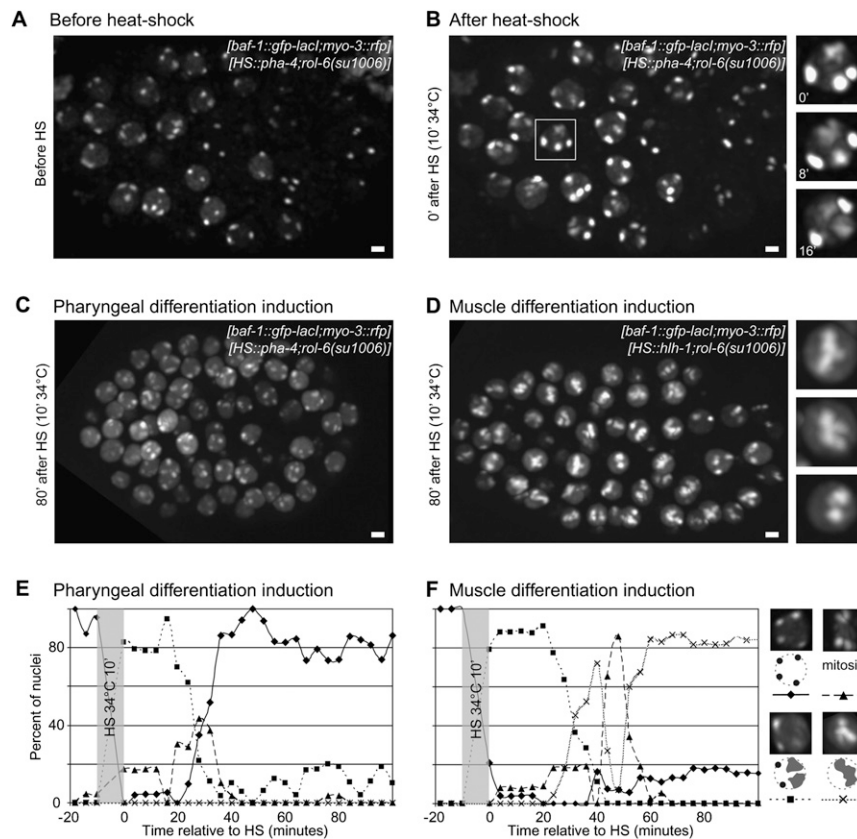 A Before heat-shock
[baf-1::gfp-lacI;myo-3::rfp]
[HS::pha-4;rol-6(su1006)]
Before HS
B After heat-shock
[baf-1::gfp-lacI;myo-3::rfp]
[HS::pha-4;rol-6(su1006)]
0' after HS (10' 34°C)
0'
8'
16'
C Pharyngeal differentiation induction
[baf-1::gfp-lacI;myo-3::rfp]
[HS::pha-4;rol-6(su1006)]
80' after HS (10' 34°C)
D Muscle differentiation induction
[baf-1::gfp-lacI;myo-3::rfp]
[HS::hlh-1;rol-6(su1006)]
80' after HS (10' 34°C)
E Pharyngeal differentiation induction
Percent of nuclei
80
40
0
HS 34°C 10'
-20 0 20 40 60 80
Time relative to HS (minutes)
F Muscle differentiation induction
80
40
0
HS 34°C 10'
-20 0 20 40 60 80
Time relative to HS (minutes)
mitosi